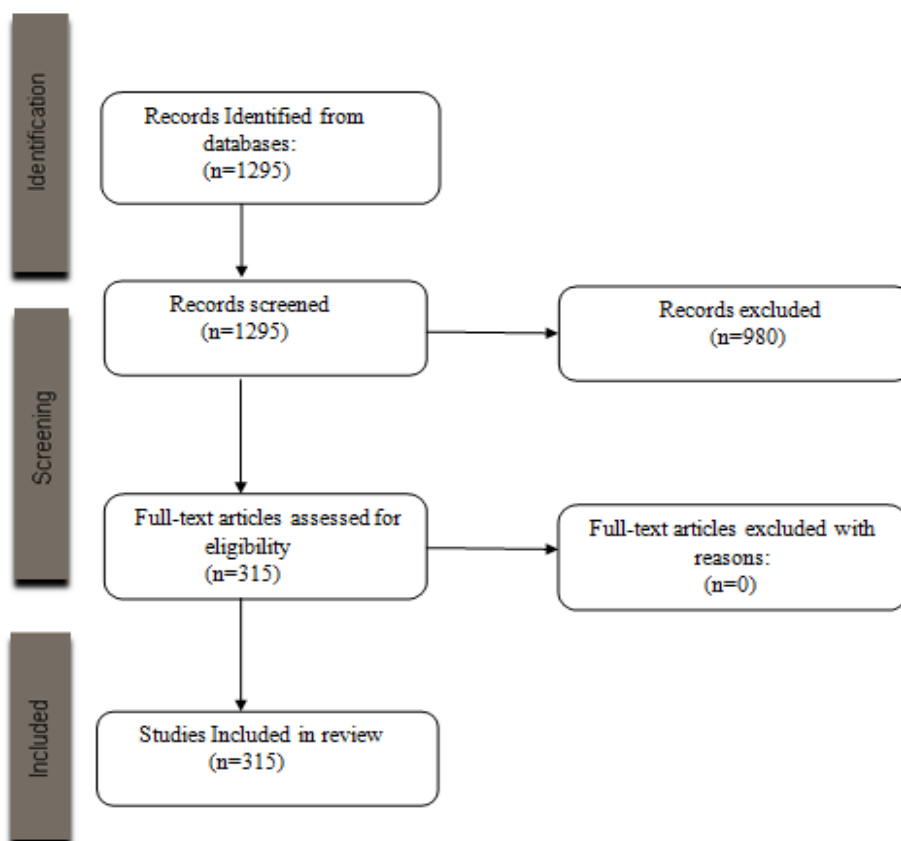 Identification
Records Identified from
databases:
(n=1295)
Records screened
(n=1295)
Records excluded
(n=980)
Screening
Full-text articles assessed for
eligibility
(n=315)
Full-text articles excluded with
reasons:
(n=0)
Included
Studies Included in review
(n=315)